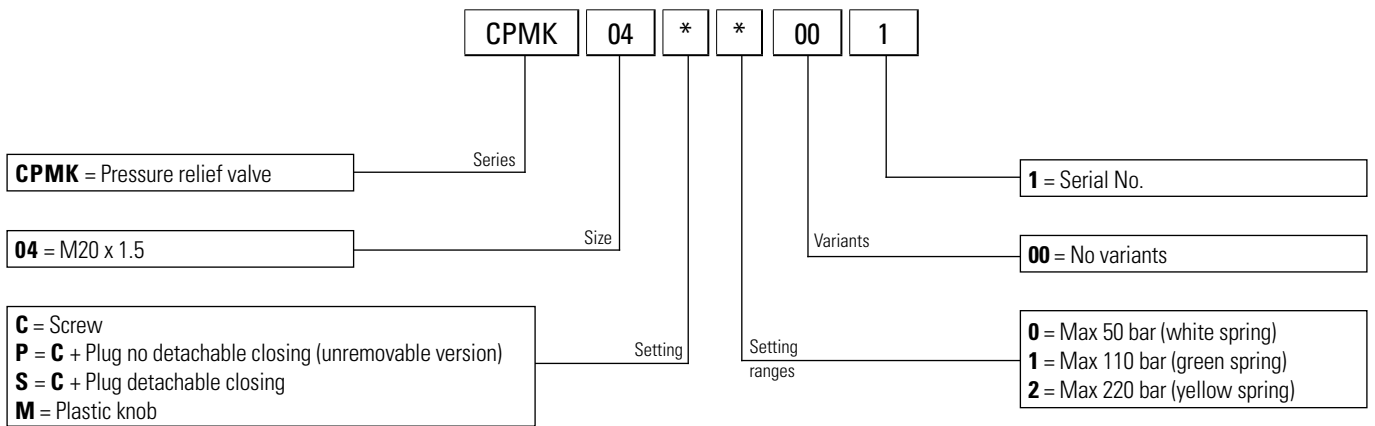 CPMK 04 * * 00 1
Series
CPMK = Pressure relief valve
1 = Serial No.
Size
Variants
04 = M20 x 1.5
00 = No variants
C = Screw
P = C + Plug no detachable closing (unremovable version)
S = C + Plug detachable closing
M = Plastic knob
Setting
Setting
ranges
0 = Max 50 bar (white spring)
1 = Max 110 bar (green spring)
2 = Max 220 bar (yellow spring)